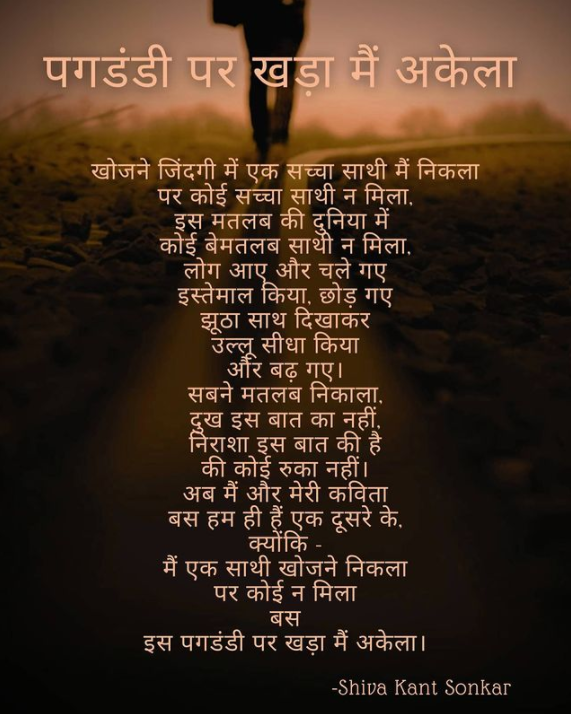 पगडंडी पर खड़ा मैं अकेला
खोजने जिंदगी में एक सच्चा साथी मैं निकला
पर कोई सच्चा साथी न मिला,
इस मतलब की दुनिया में
कोई बेमतलब साथी न मिला,
लोग आए और चले गए
इस्तेमाल किया, छोड़ गए
झूठा साथ दिखाकर
उल्लू सीधा किया
और बढ़ गए।
सबने मतलब निकाला,
दुख इस बात का नहीं,
निराशा इस बात की है
की कोई रुका नहीं।
अब मैं और मेरी कविता
बस हम ही हैं एक दूसरे के,
क्योंकि -
मैं एक साथी खोजने निकला
पर कोई न मिला
बस
इस पगडंडी पर खड़ा मैं अकेला।
-Shiva Kant Sonkar